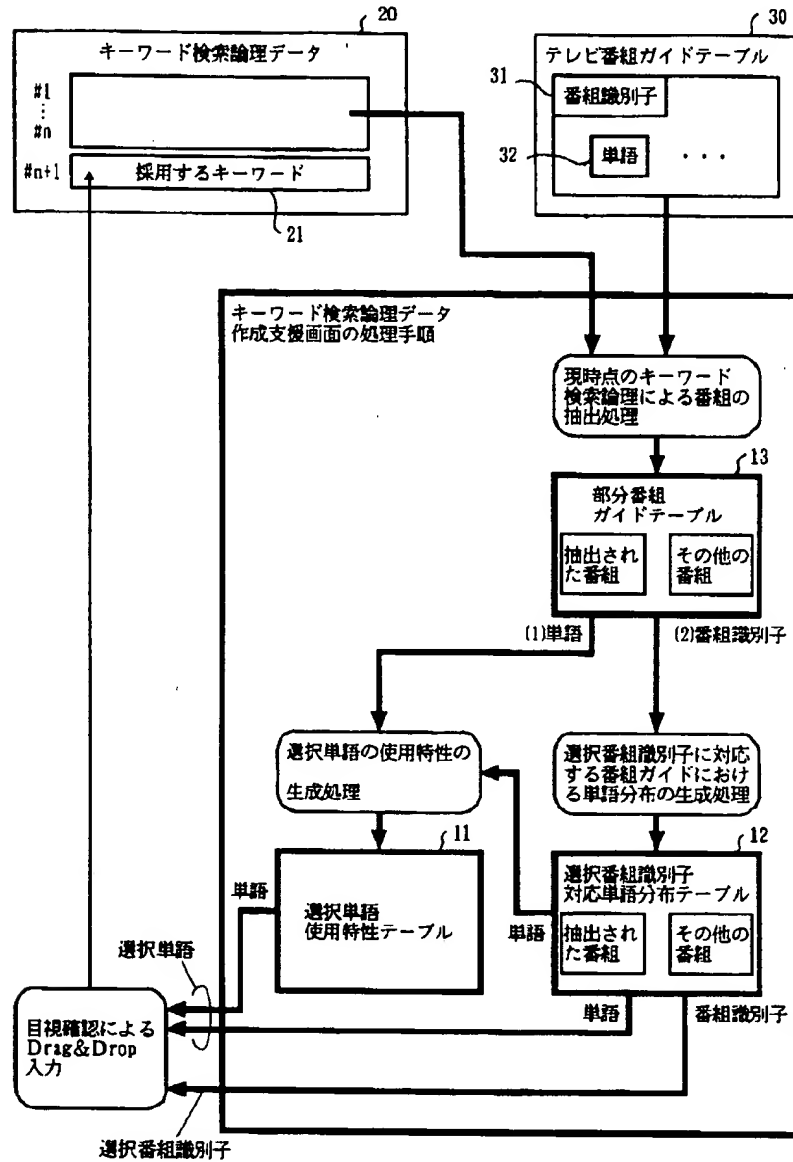 20
キーワード検索論理データ
#1
⋮
#n
#n+1
採用するキーワード
21
30
テレビ番組ガイドテーブル
31
番組識別子
32
単語
・・・
キーワード検索論理データ
作成支援画面の処理手順
現時点のキーワード
検索論理による番組の
抽出処理
13
部分番組
ガイドテーブル
抽出され
た番組
その他の
番組
(1)単語
(2)番組識別子
選択単語の使用特性の
生成処理
選択番組識別子に対応
する番組ガイドにおけ
る単語分布の生成処理
11
選択単語
使用特性テーブル
12
選択番組識別子
対応単語分布テーブル
抽出され
た番組
その他の
番組
単語
単語
単語
番組識別子
選択単語
目視確認による
Drag&Drop
入力
選択番組識別子